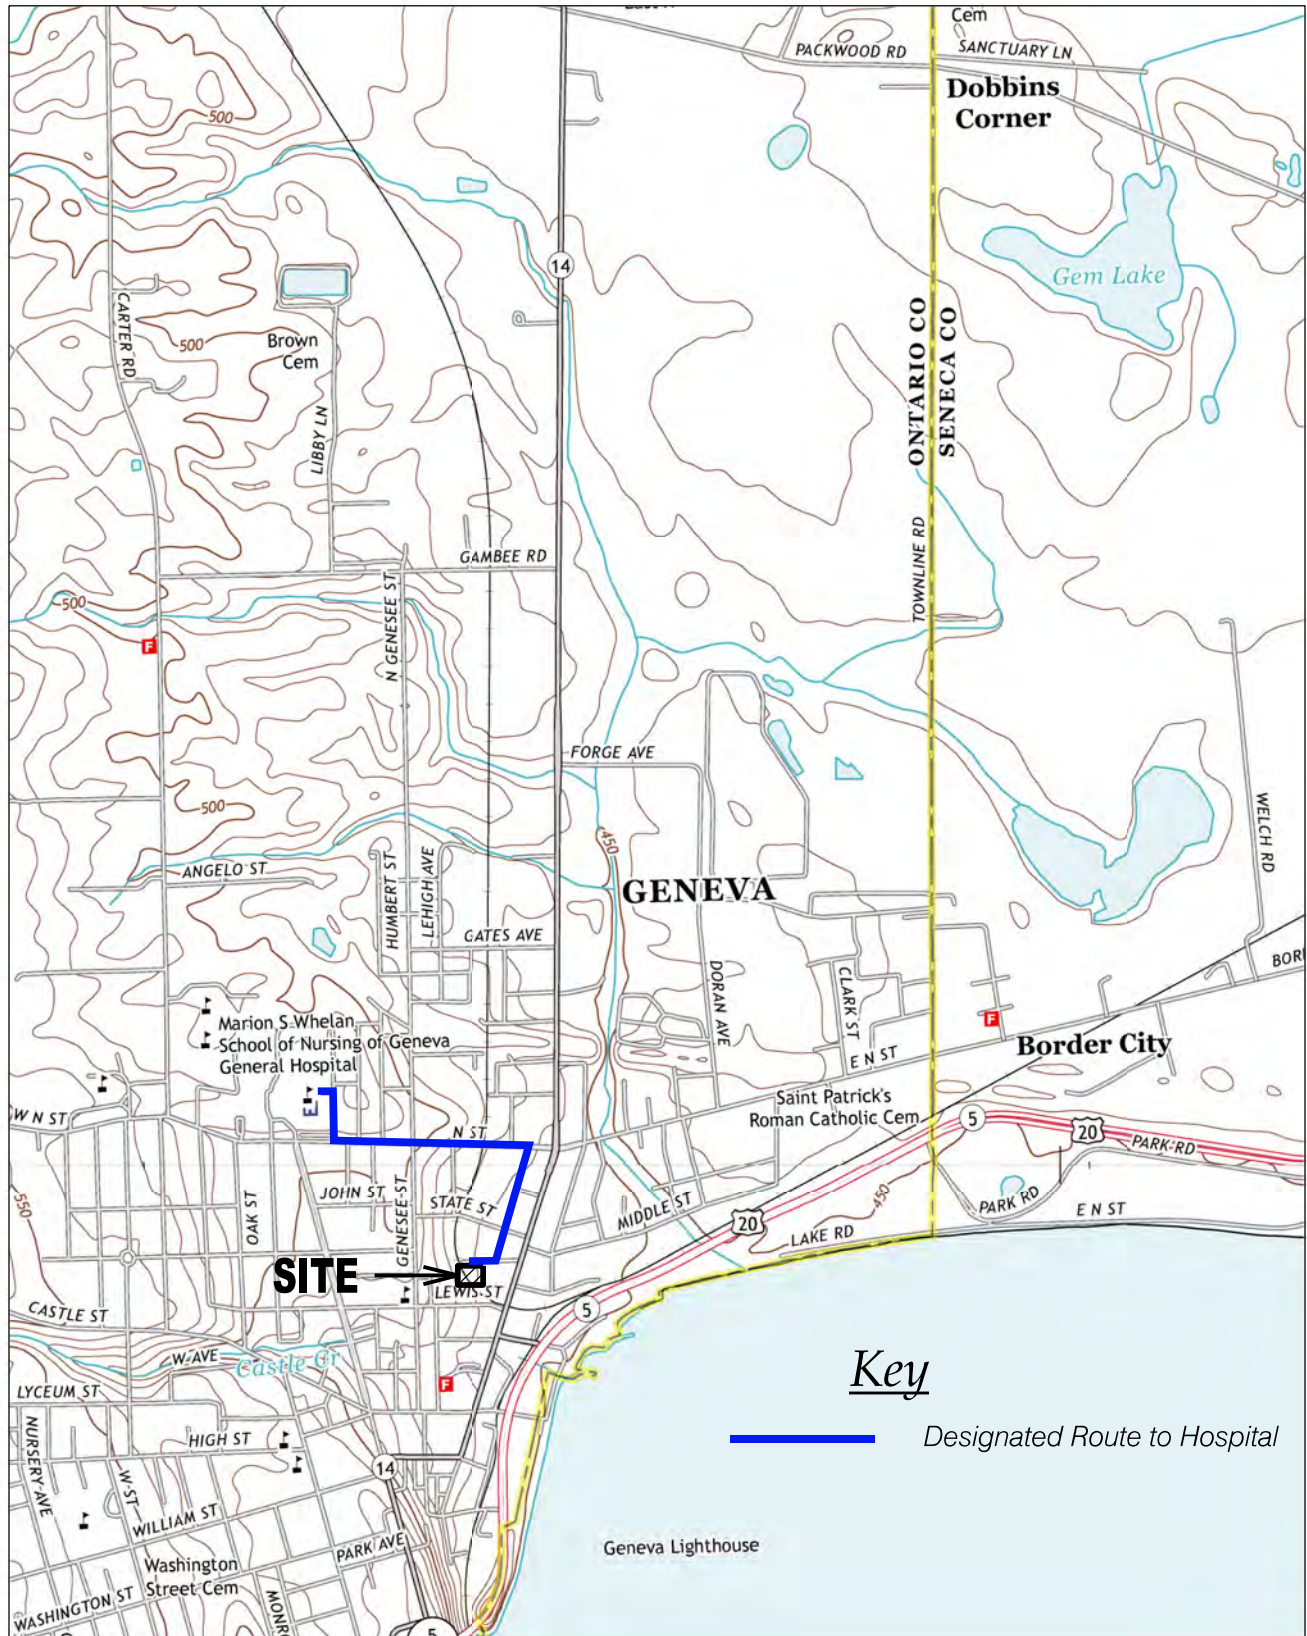 Cem
PACKWOOD RD
SANCTUARY LN
Dobbins
Corner
500
14
Gem Lake
CARTER RD
500
Brown
Cem
ONTARIO CO
SENECA CO
LIBBY LN
GAMBEE RD
TOWNLINE RD
500
N GENESEE ST
F
FORGE AVE
500
450
WELCH RD
ANGELO ST
HUMBERT ST
LEHIGH AVE
GENEVA
GATES AVE
DORAN AVE
CLARK ST
BOR
F
Marion S Whelan
School of Nursing of Geneva
General Hospital
E N ST
Border City
Saint Patrick's
Roman Catholic Cem
W N ST
N ST
5
20
PARK RD
550
OAK ST
JOHN ST
GENESEE ST
STATE ST
MIDDLE ST
20
450
PARK RD
E N ST
LAKE RD
SITE
LEWIS ST
5
CASTLE ST
W AVE
Castle Cr
LYCEUM ST
F
Key
Designated Route to Hospital
NURSERY AVE
HIGH ST
14
W ST
WILLIAM ST
PARK AVE
Geneva Lighthouse
Washington
Street Cem
WASHINGTON ST
MONR
5